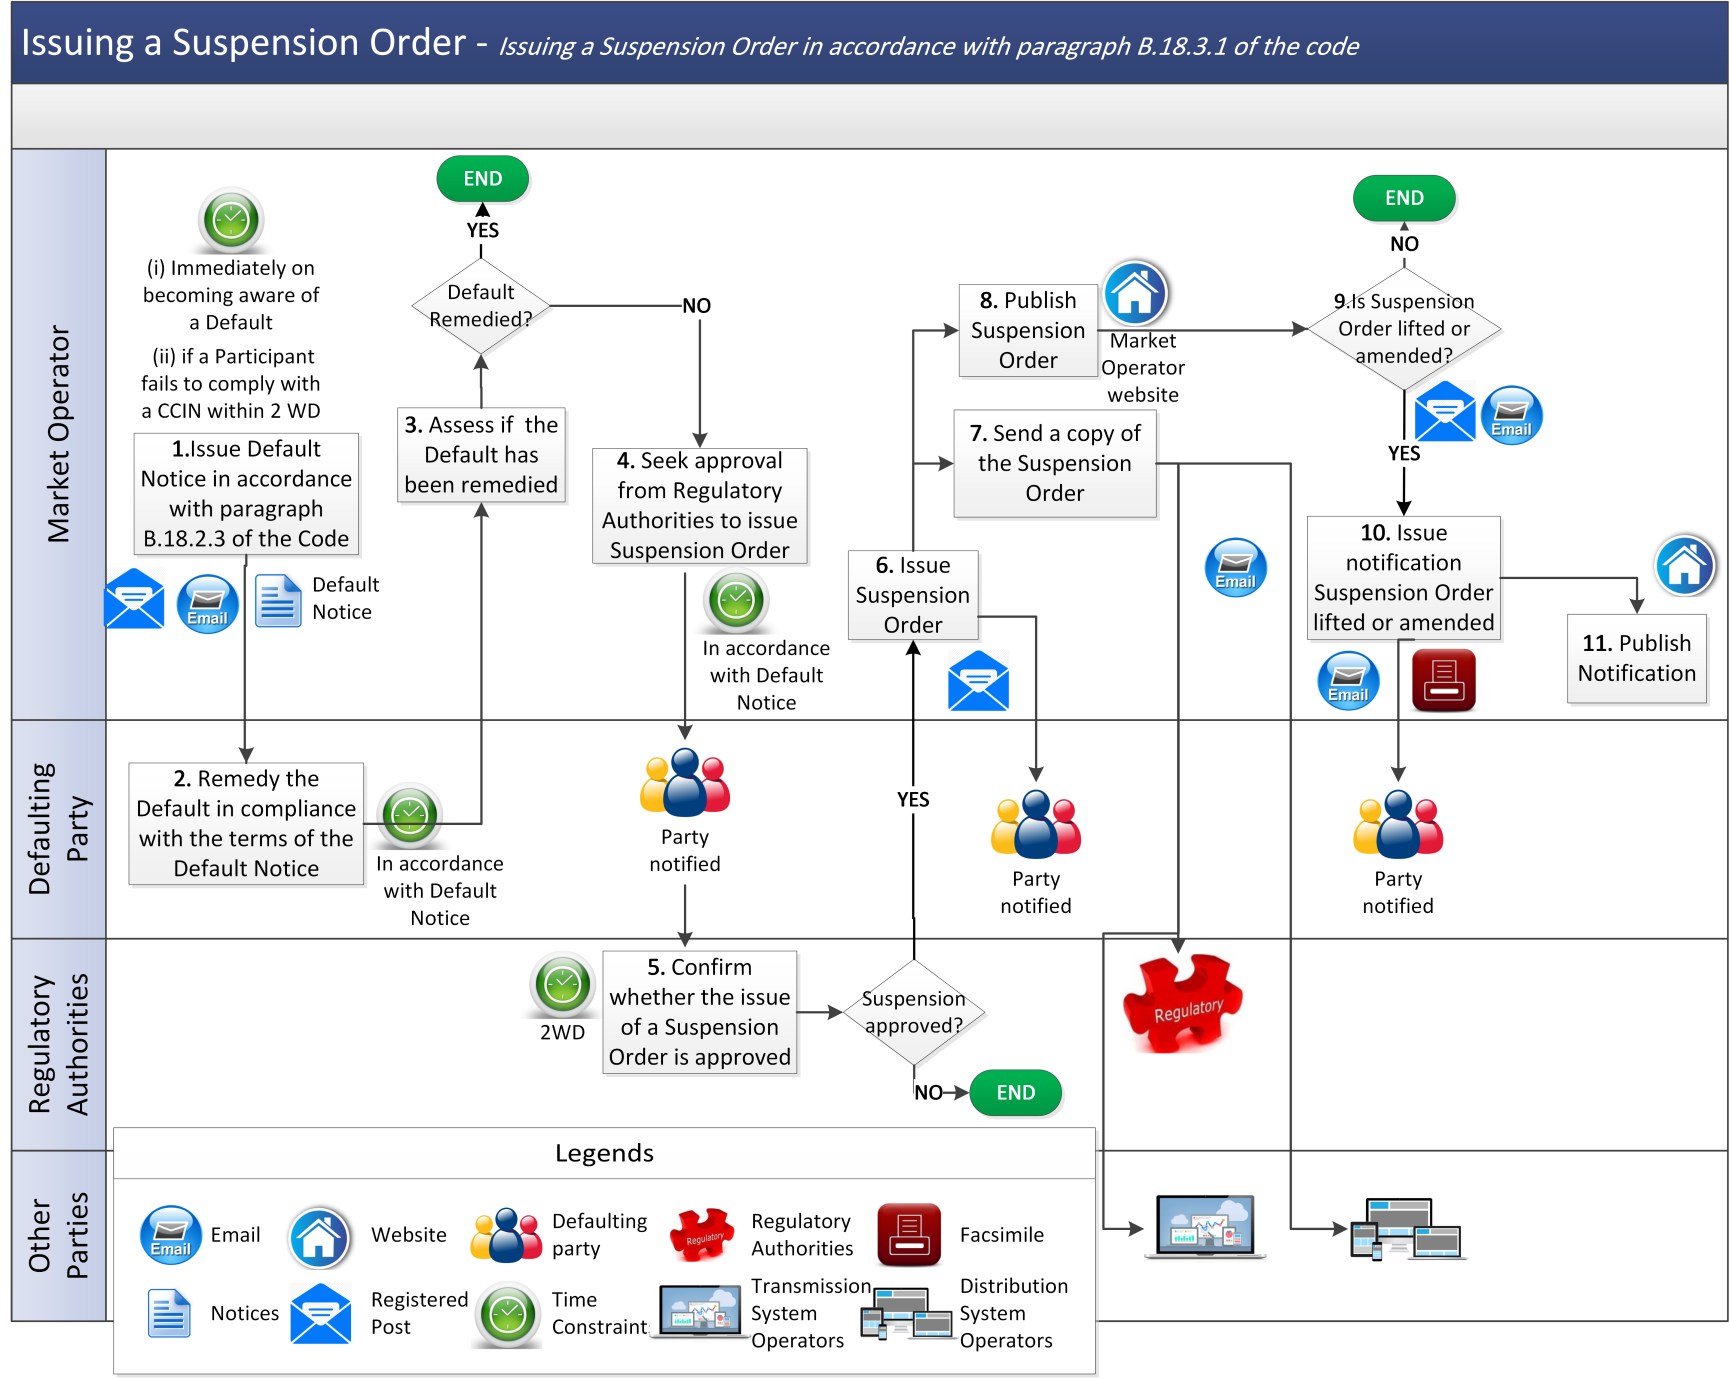 Issuing a Suspension Order - Issuing a Suspension Order in accordance with paragraph B.18.3.1 of the code
Market Operator
END
YES
(i) Immediately on
becoming aware of
a Default
(ii) if a Participant
fails to comply with
a CCIN within 2 WD
1.Issue Default
Notice in accordance
with paragraph
B.18.2.3 of the Code
Email
Default
Notice
Default
Remedied?
NO
3. Assess if the
Default has
been remedied
4. Seek approval
from Regulatory
Authorities to issue
Suspension Order
In accordance
with Default
Notice
6. Issue
Suspension
Order
8. Publish
Suspension
Order
Market
Operator
website
7. Send a copy of
the Suspension
Order
Email
END
NO
9.Is Suspension
Order lifted or
amended?
Email
YES
10. Issue
notification
Suspension Order
lifted or amended
Email
11. Publish
Notification
Defaulting
Party
2. Remedy the
Default in compliance
with the terms of the
Default Notice
In accordance
with Default
Notice
Party
notified
YES
Party
notified
Party
notified
Regulatory
Authorities
2WD
5. Confirm
whether the issue
of a Suspension
Order is approved
Suspension
approved?
NO
END
Regulatory
Other
Parties
Legends
Email
Email
Website
Defaulting
party
Regulatory
Regulatory
Authorities
Facsimile
Notices
Registered
Post
Time
Constraint
Transmission
System
Operators
Distribution
System
Operators